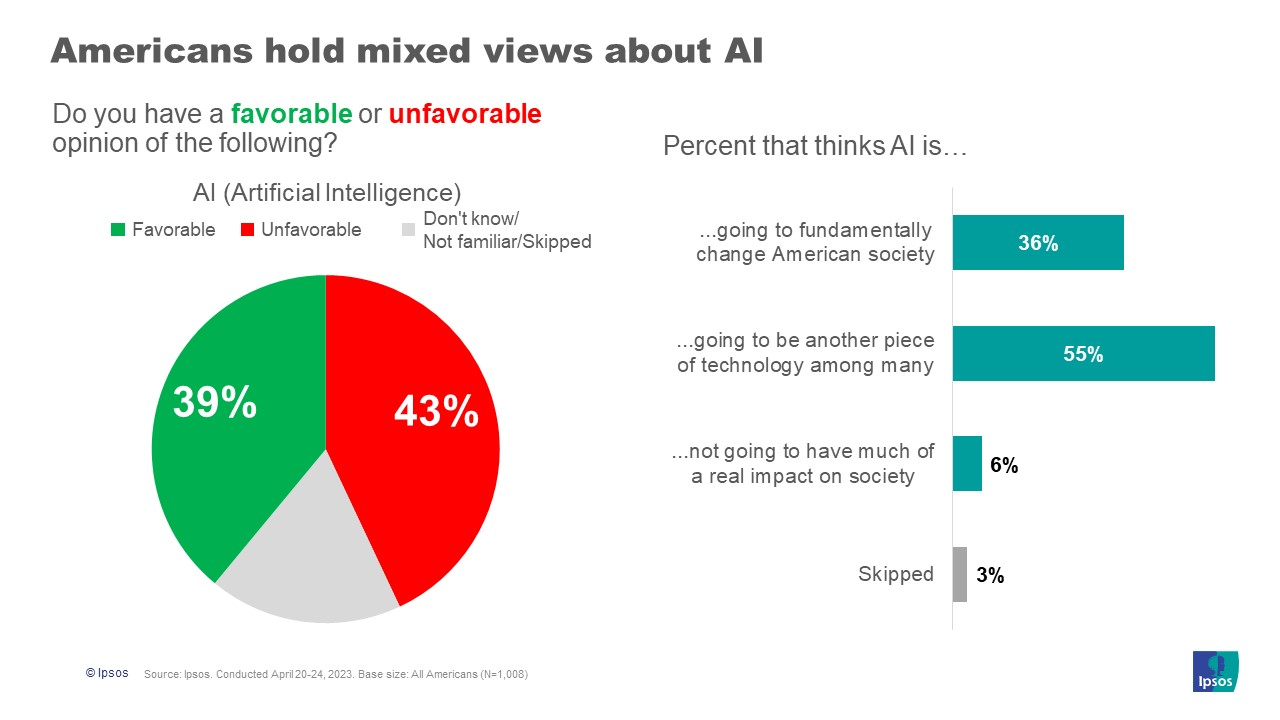 Americans hold mixed views about AI
Do you have a favorable or unfavorable
opinion of the following?
AI (Artificial Intelligence)
Favorable
Unfavorable
Don't know/
Not familiar/Skipped
39%
43%
Percent that thinks AI is…
...going to fundamentally
change American society
36%
...going to be another piece
of technology among many
55%
...not going to have much of
a real impact on society
6%
Skipped
3%
© Ipsos
Source: Ipsos. Conducted April 20-24, 2023. Base size: All Americans (N=1,008)
Ipsos